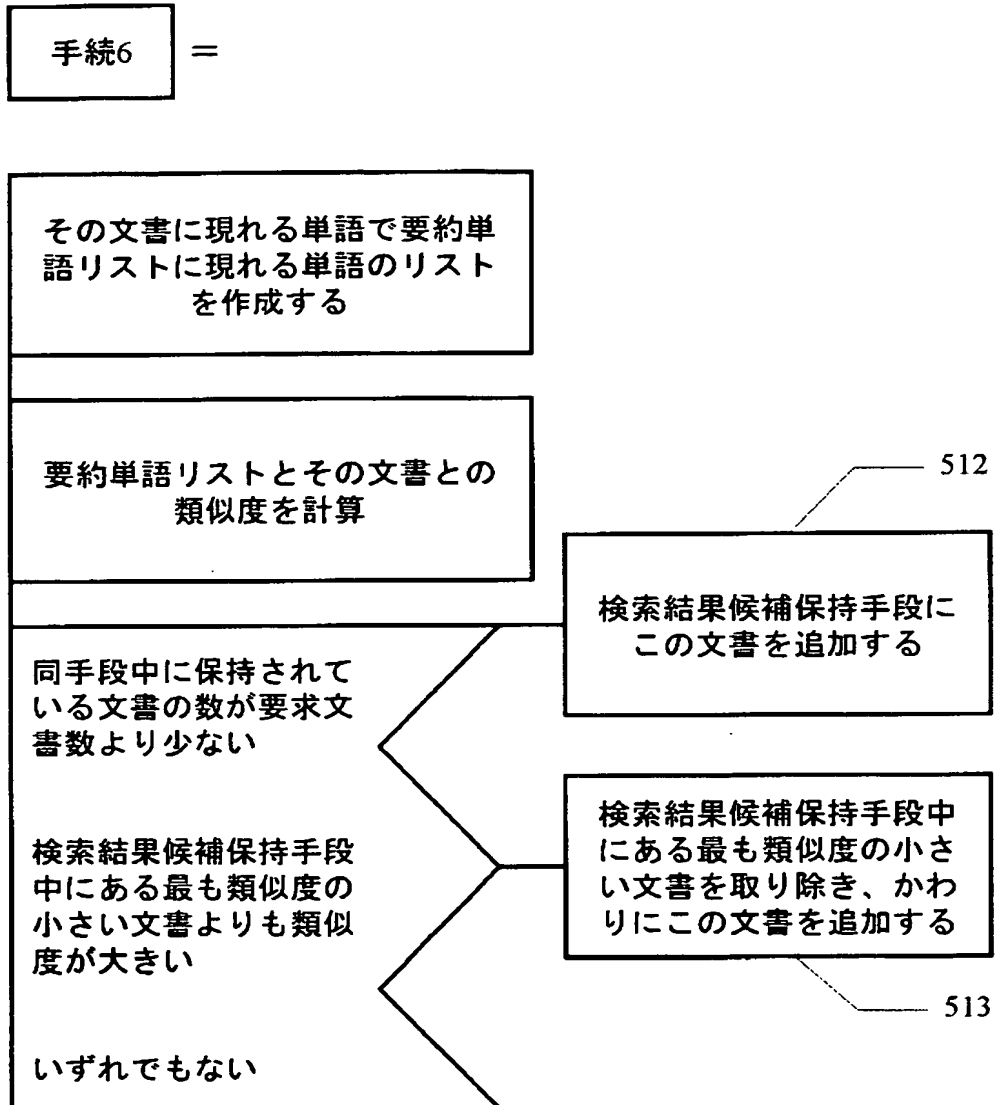 手続6 =
その文書に現れる単語で要約単
語リストに現れる単語のリスト
を作成する
要約単語リストとその文書との
類似度を計算
512
検索結果候補保持手段に
この文書を追加する
同手段中に保持されて
いる文書の数が要求文
書数より少ない
検索結果候補保持手段中
にある最も類似度の小さ
い文書を取り除き、かわ
りにこの文書を追加する
検索結果候補保持手段
中にある最も類似度の
小さい文書よりも類似
度が大きい
513
いずれでもない